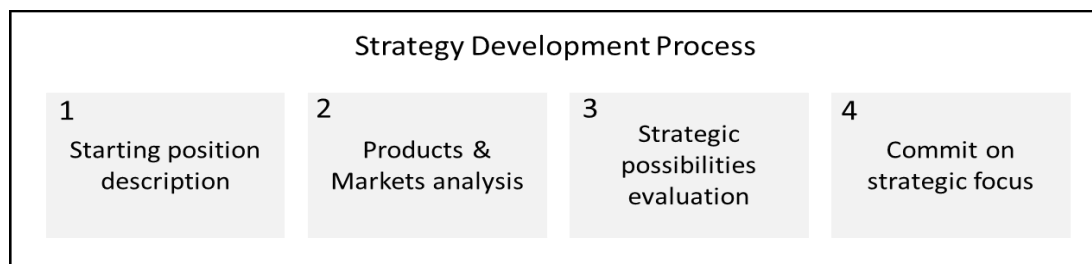 Strategy Development Process
1
Starting position
description
2
Products &
Markets analysis
3
Strategic
possibilities
evaluation
4
Commit on
strategic focus